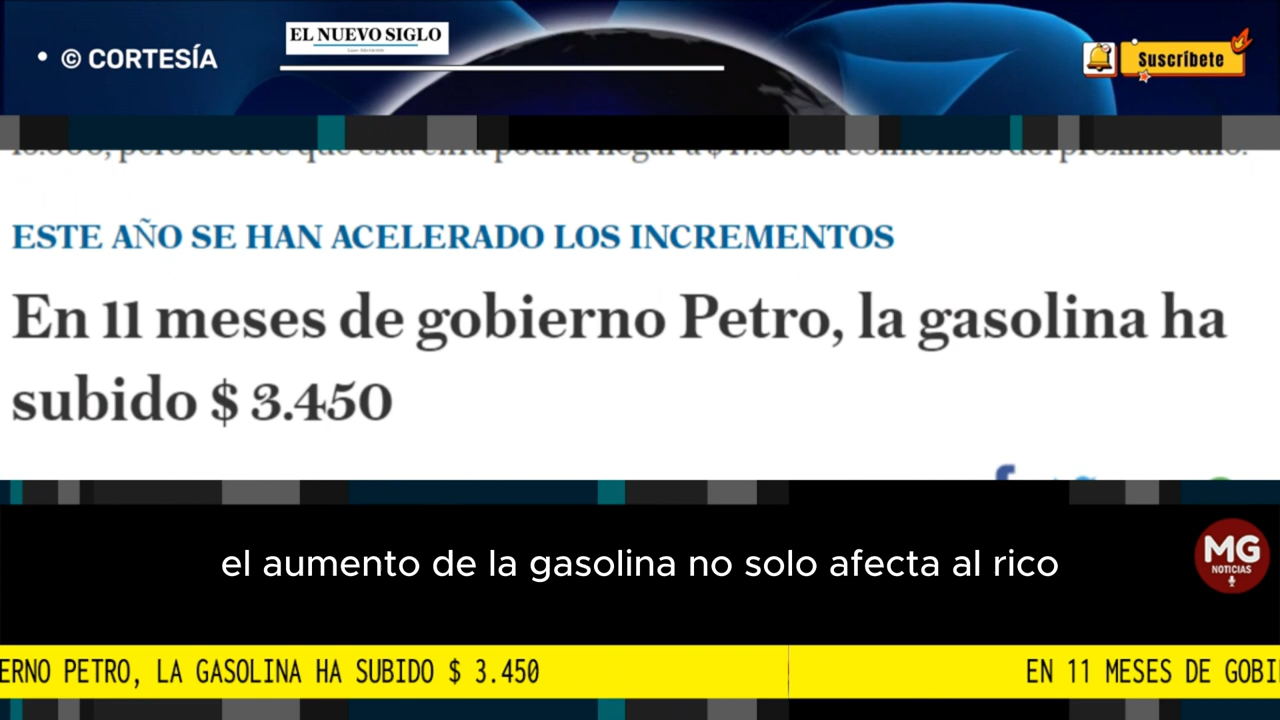 • © CORTESÍA
EL NUEVO SIGLO
Suscríbete
ESTE AÑO SE HAN ACELERADO LOS INCREMENTOS
En 11 meses de gobierno Petro, la gasolina ha
subido $ 3.450
el aumento de la gasolina no solo afecta al rico
MG
NOTICIAS
ERNO PETRO, LA GASOLINA HA SUBIDO $ 3.450
EN 11 MESES DE GOBI